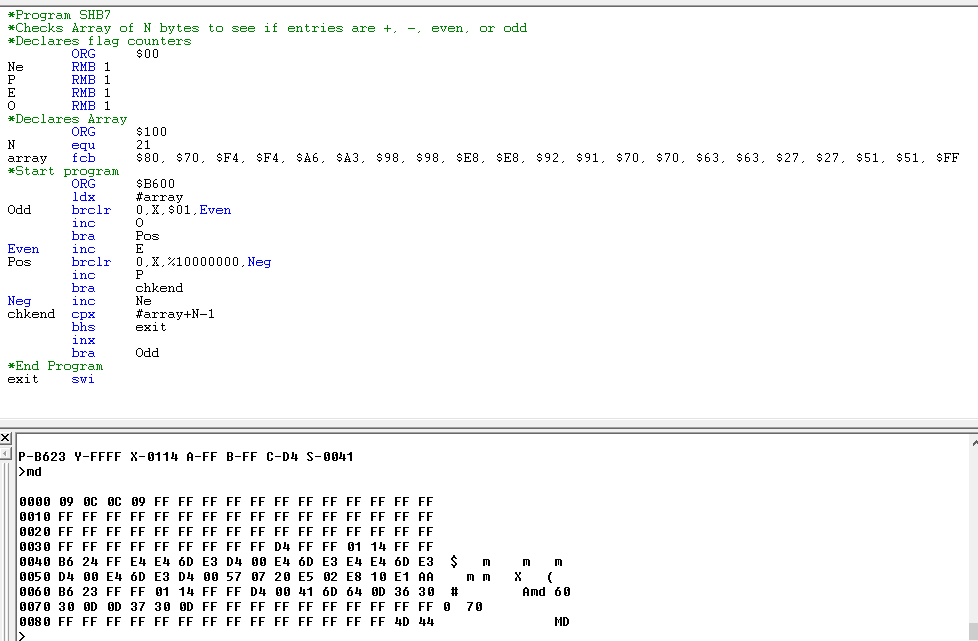 *Program SHB7
*Checks Array of N bytes to see if entries are +, -, even, or odd
*Declares flag counters
ORG $00
Ne RMB 1
P RMB 1
E RMB 1
O RMB 1
*Declares Array
ORG $100
N equ 21
array fcb $80, $70, $F4, $F4, $A6, $A3, $98, $98, $E8, $E8, $92, $91, $70, $70, $63, $63, $27, $27, $51, $51, $FF
*Start program
ORG $B600
ldx #array
Odd brclr 0,X,$01,Even
inc O
bra Pos
Even inc E
Pos brclr 0,X,%10000000,Neg
inc P
bra chkend
Neg inc Ne
chkend cpx #array+N-1
bhs exit
inx
bra Odd
*End Program
exit swi
P-B623 Y-FFFF X-0114 A-FF B-FF C-D4 S-0041
>md
0000 09 0C 0C 09 FF FF FF FF FF FF FF FF FF FF FF FF
0010 FF FF FF FF FF FF FF FF FF FF FF FF FF FF FF FF
0020 FF FF FF FF FF FF FF FF FF FF FF FF FF FF FF FF
0030 FF FF FF FF FF FF FF FF FF D4 FF FF 01 14 FF FF
0040 B6 24 FF E4 E4 6D E3 D4 00 E4 6D E3 E4 E4 6D E3 $ m m m
0050 D4 00 E4 6D E3 D4 00 57 07 20 E5 02 E8 10 E1 AA m m X (
0060 B6 23 FF FF 01 14 FF FF D4 00 41 6D 64 0D 36 30 # Amd 60
0070 30 0D 0D 37 30 0D FF FF FF FF FF FF FF FF FF FF 0 70
0080 FF FF FF FF FF FF FF FF FF FF FF FF FF FF 4D 44 MD
>